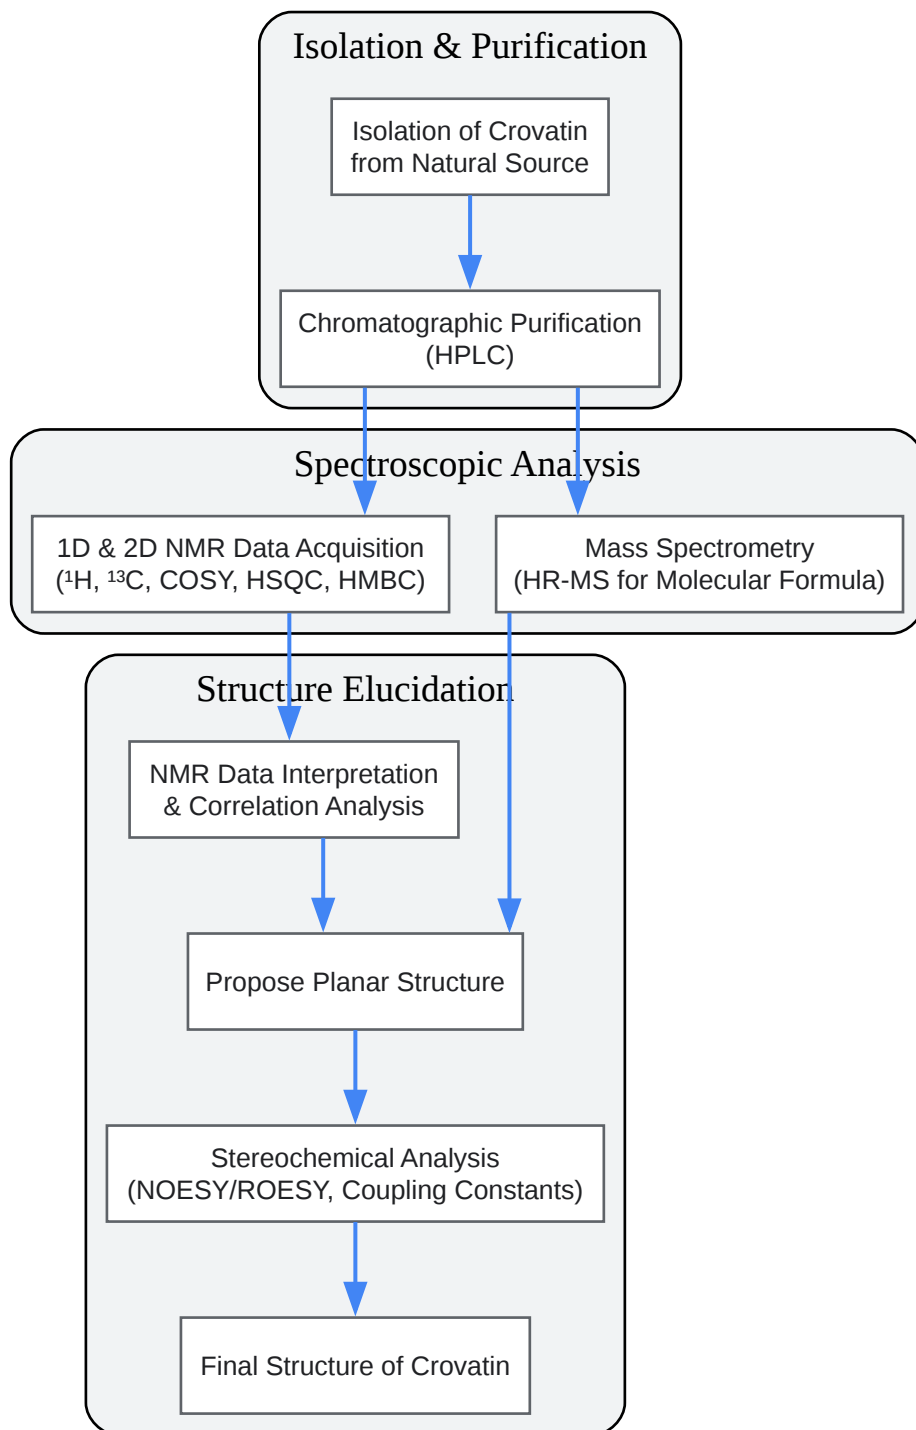 Isolation & Purification
Isolation of Crovatin
from Natural Source
Chromatographic Purification
(HPLC)
Spectroscopic Analysis
1D & 2D NMR Data Acquisition
(¹H, ¹³C, COSY, HSQC, HMBC)
Mass Spectrometry
(HR-MS for Molecular Formula)
Structure Elucidation
NMR Data Interpretation
& Correlation Analysis
Propose Planar Structure
Stereochemical Analysis
(NOESY/ROESY, Coupling Constants)
Final Structure of Crovatin